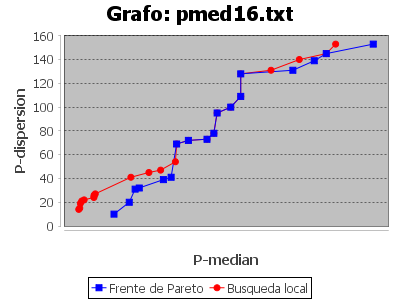 Grafo: pmed16.txt
P-dispersion
160
140
120
100
80
60
40
20
0
P-median
Frente de Pareto
Busqueda local